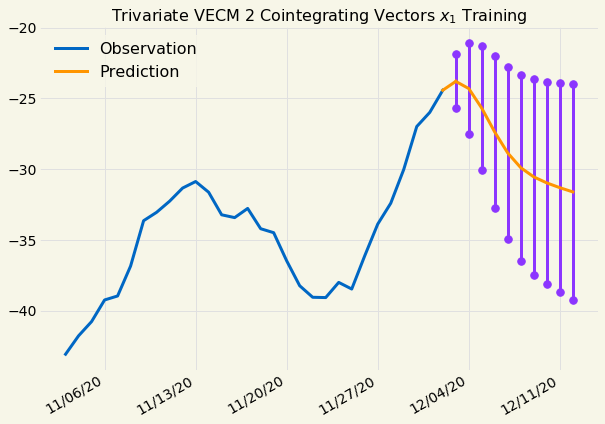 Trivariate VECM 2 Cointegrating Vectors x₁ Training
−20
Observation
Prediction
−25
−30
−35
−40
11/06/20 11/13/20 11/20/20 11/27/20 12/04/20 12/11/20